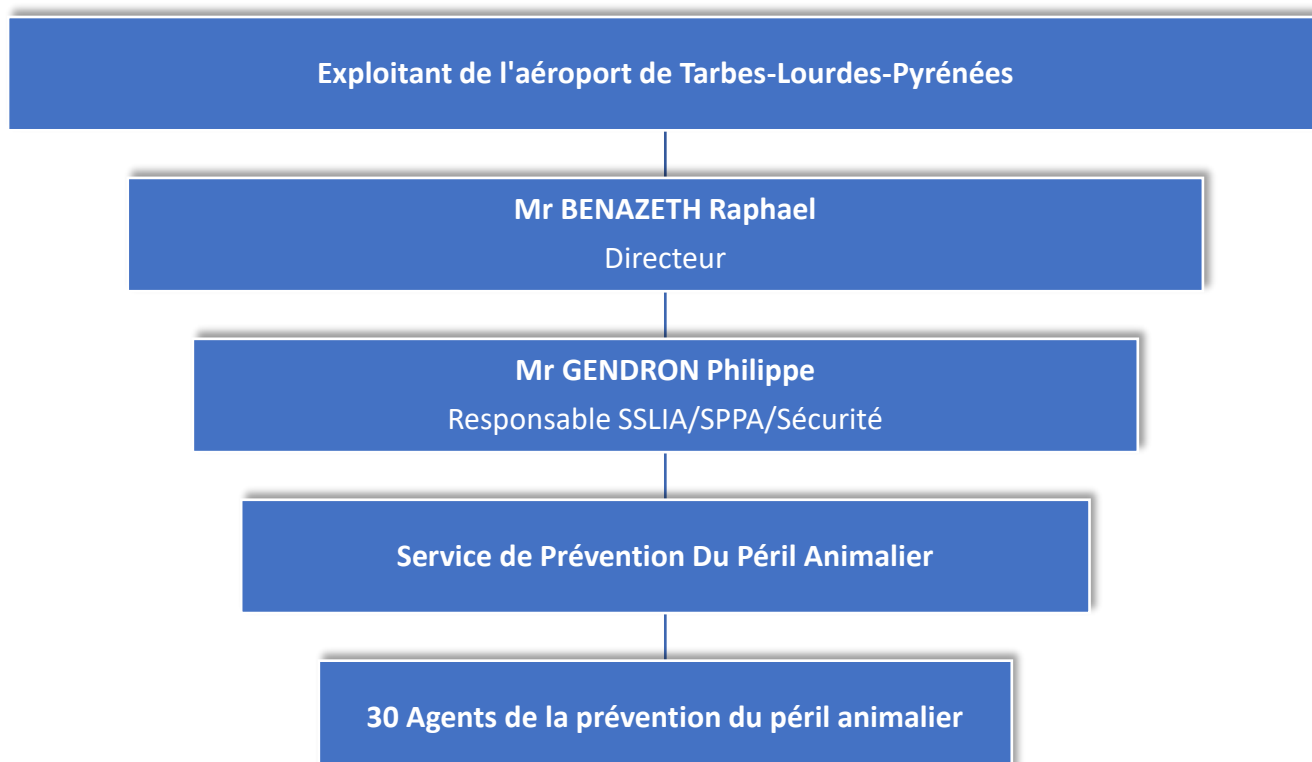 Exploitant de l'aéroport de Tarbes-Lourdes-Pyrénées
Mr BENAZETH Raphael
Directeur
Mr GENDRON Philippe
Responsable SSLIA/SPPA/Sécurité
Service de Prévention Du Péril Animalier
30 Agents de la prévention du péril animalier